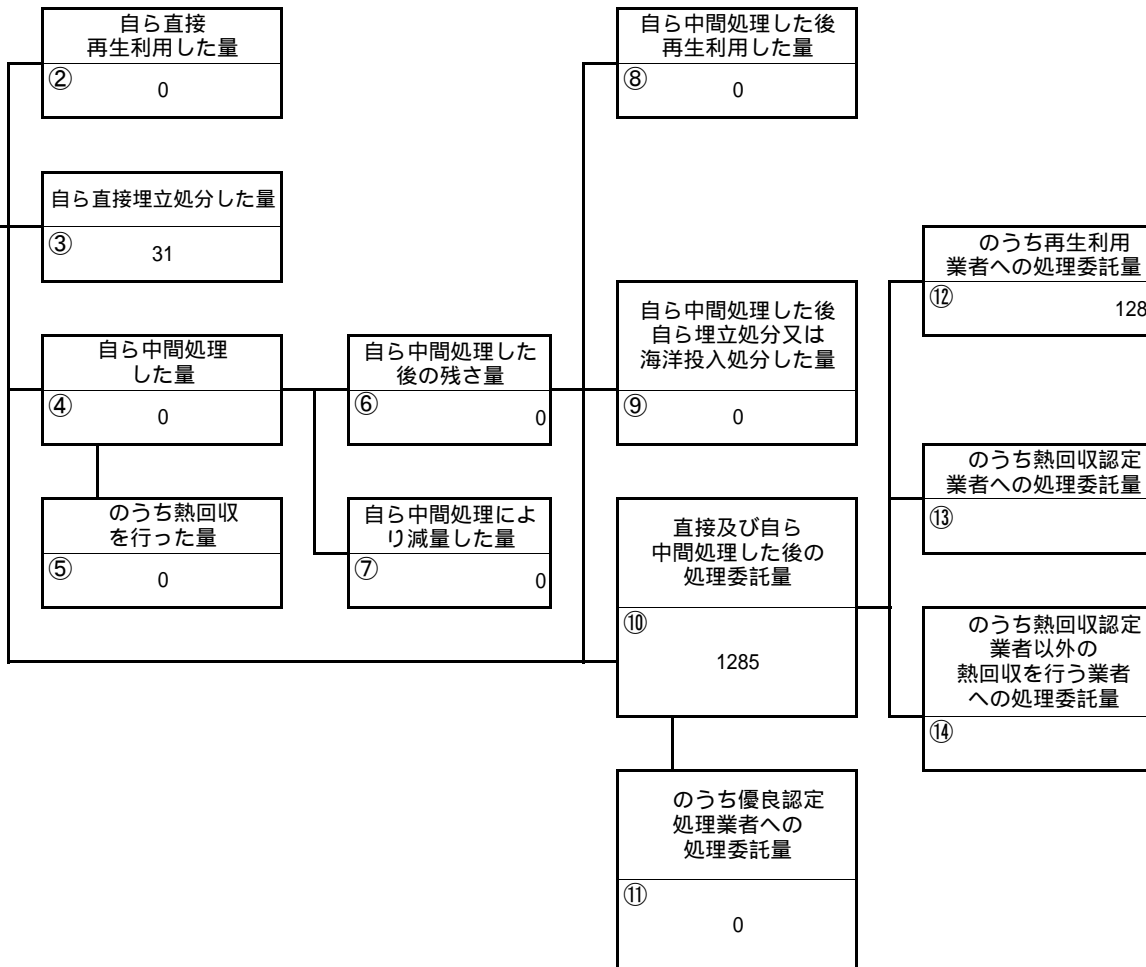 自ら直接
再生利用した量
②
0
自ら直接埋立処分した量
③
31
自ら中間処理
した量
④
0
のうち熱回収
を行った量
⑤
0
自ら中間処理した
後の残さ量
⑥
0
自ら中間処理によ
り減量した量
⑦
0
自ら中間処理した後
再生利用した量
⑧
0
自ら中間処理した後
自ら埋立処分又は
海洋投入処分した量
⑨
0
直接及び自ら
中間処理した後の
処理委託量
⑩
1285
のうち優良認定
処理業者への
処理委託量
⑪
0
のうち再生利用
業者への処理委託量
⑫
128
のうち熱回収認定
業者への処理委託量
⑬
のうち熱回収認定
業者以外の
熱回収を行う業者
への処理委託量
⑭